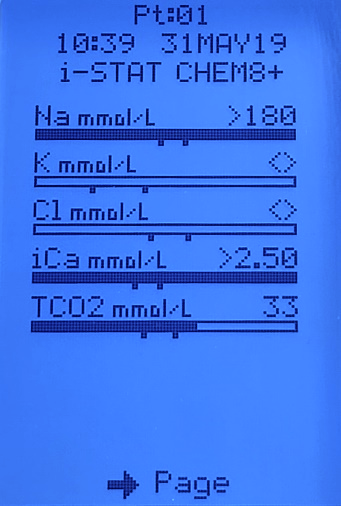 Pt:01
10:39 31MAY19
i-STAT CHEM8+
Na mmol/L >180
K mmol/L <>
Cl mmol/L <>
iCa mmol/L >2.50
TCO2 mmol/L 33
→ Page